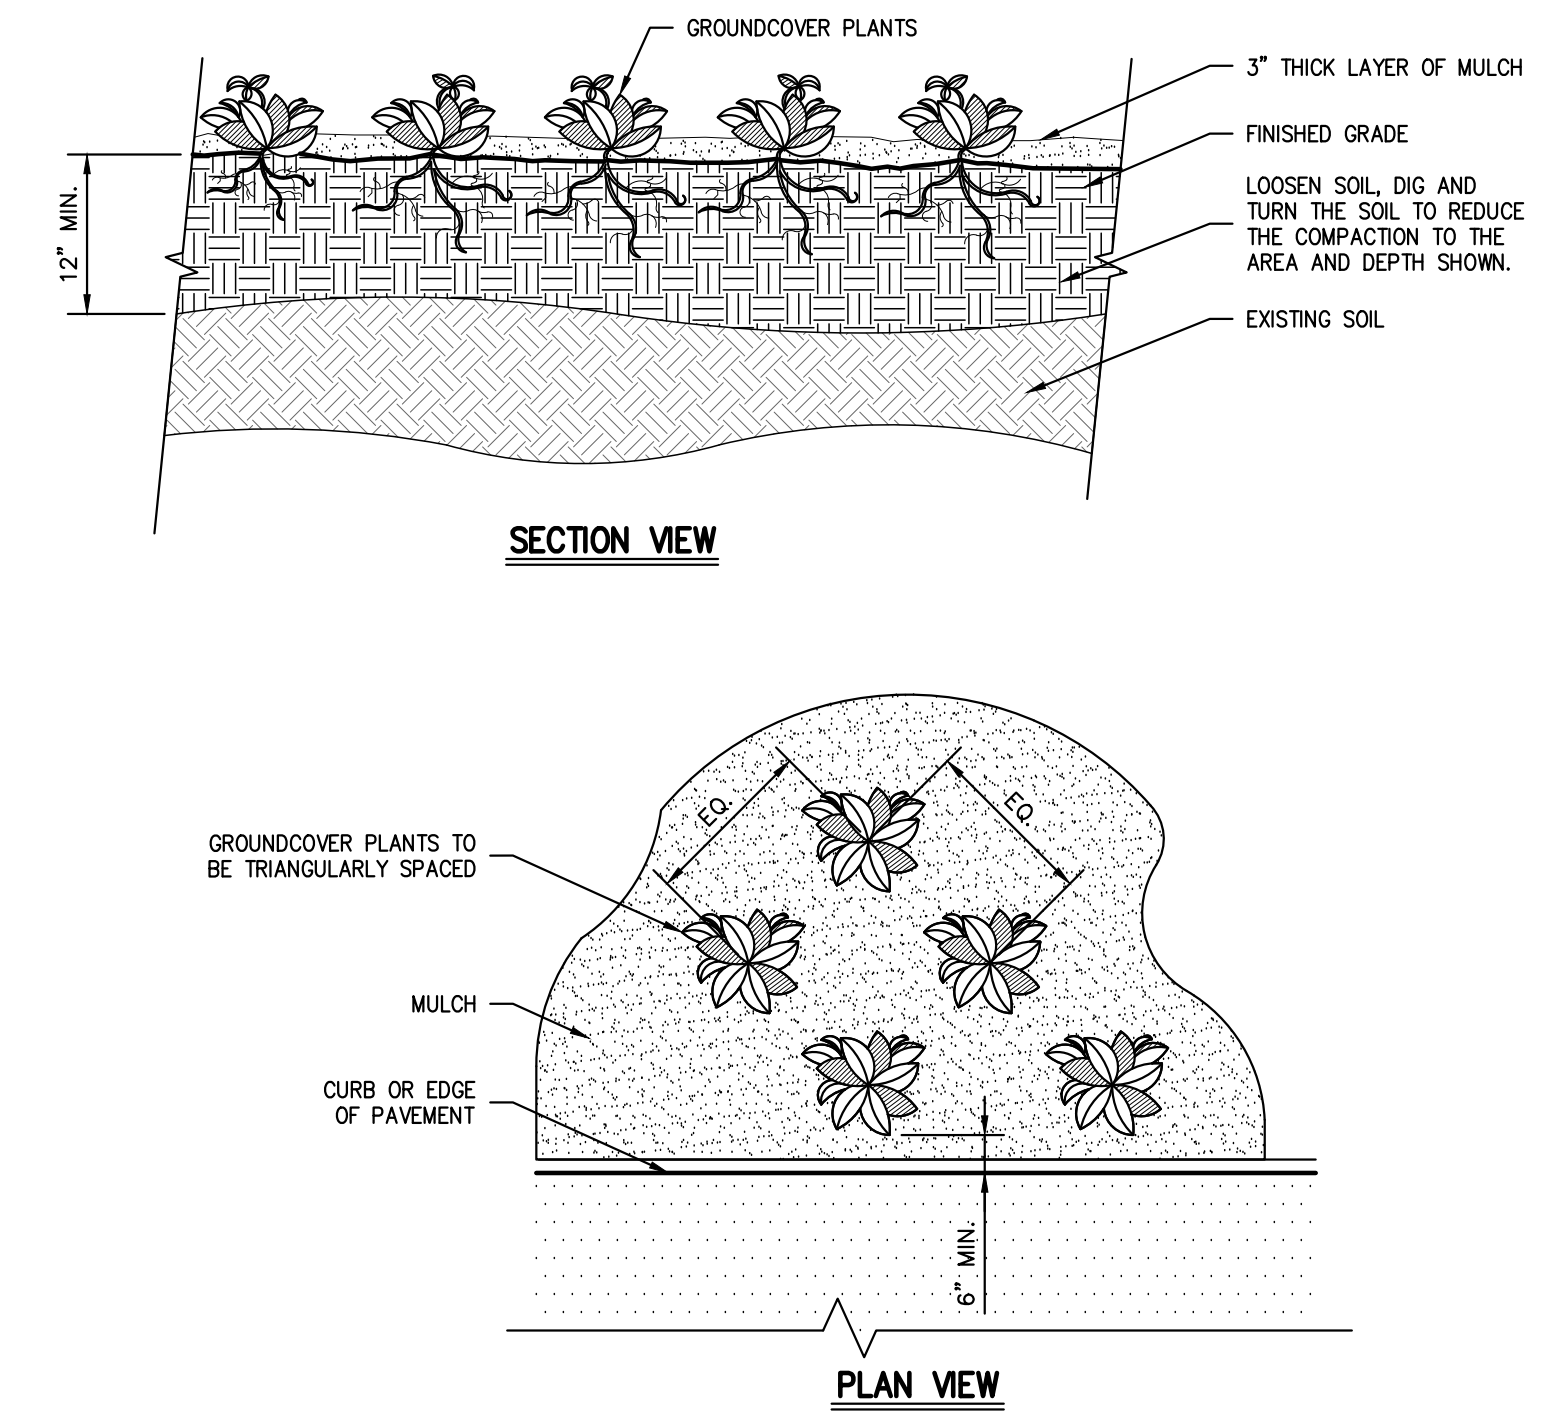 GROUNDCOVER PLANTS
3" THICK LAYER OF MULCH
FINISHED GRADE
LOOSEN SOIL, DIG AND
TURN THE SOIL TO REDUCE
THE COMPACTION TO THE
AREA AND DEPTH SHOWN.
EXISTING SOIL
12" MIN.
SECTION VIEW
EQ.
EQ.
GROUNDCOVER PLANTS TO
BE TRIANGULARLY SPACED
MULCH
CURB OR EDGE
OF PAVEMENT
6" MIN.
PLAN VIEW